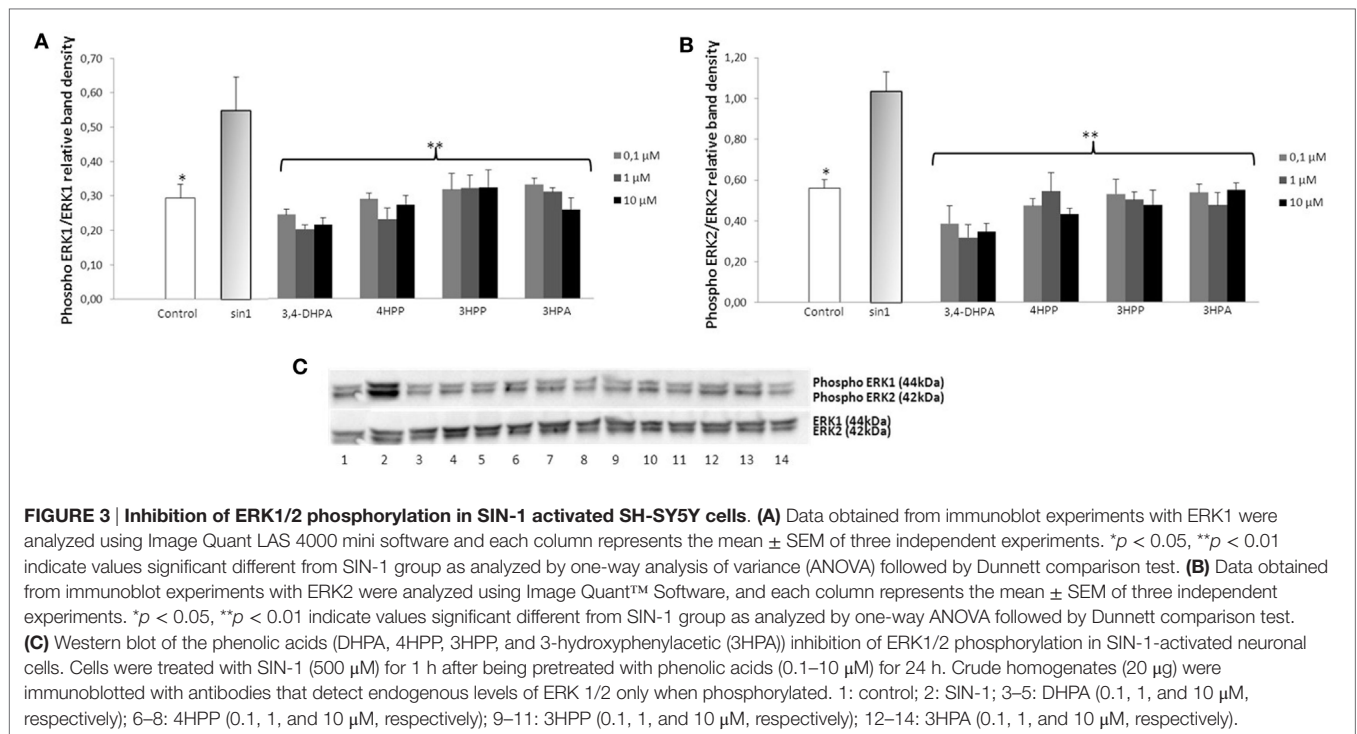 A
Phospho ERK1/ERK1 relative band density
0,70
0,60
0,50
0,40
0,30
0,20
0,10
0,00
*
**
Control
sin1
3,4-DHPA
4HPP
3HPP
3HPA
0,1 µM
1 µM
10 µM
B
Phospho ERK2/ERK2 relative band density
1,20
1,00
0,80
0,60
0,40
0,20
0,00
*
**
Control
sin1
3,4-DHPA
4HPP
3HPP
3HPA
0,1 µM
1 µM
10 µM
C
Phospho ERK1 (44kDa)
Phospho ERK2 (42kDa)
ERK1 (44kDa)
ERK2 (42kDa)
1 2 3 4 5 6 7 8 9 10 11 12 13 14
FIGURE 3 | Inhibition of ERK1/2 phosphorylation in SIN-1 activated SH-SY5Y cells. (A) Data obtained from immunoblot experiments with ERK1 were
analyzed using Image Quant LAS 4000 mini software and each column represents the mean ± SEM of three independent experiments. *p < 0.05, **p < 0.01
indicate values significant different from SIN-1 group as analyzed by one-way analysis of variance (ANOVA) followed by Dunnett comparison test. (B) Data obtained
from immunoblot experiments with ERK2 were analyzed using Image Quant™ Software, and each column represents the mean ± SEM of three independent
experiments. *p < 0.05, **p < 0.01 indicate values significant different from SIN-1 group as analyzed by one-way ANOVA followed by Dunnett comparison test.
(C) Western blot of the phenolic acids (DHPA, 4HPP, 3HPP, and 3-hydroxyphenylacetic (3HPA)) inhibition of ERK1/2 phosphorylation in SIN-1-activated neuronal
cells. Cells were treated with SIN-1 (500 μM) for 1 h after being pretreated with phenolic acids (0.1–10 μM) for 24 h. Crude homogenates (20 μg) were
immunoblotted with antibodies that detect endogenous levels of ERK 1/2 only when phosphorylated. 1: control; 2: SIN-1; 3–5: DHPA (0.1, 1, and 10 μM,
respectively); 6–8: 4HPP (0.1, 1, and 10 μM, respectively); 9–11: 3HPP (0.1, 1, and 10 μM, respectively); 12–14: 3HPA (0.1, 1, and 10 μM, respectively).